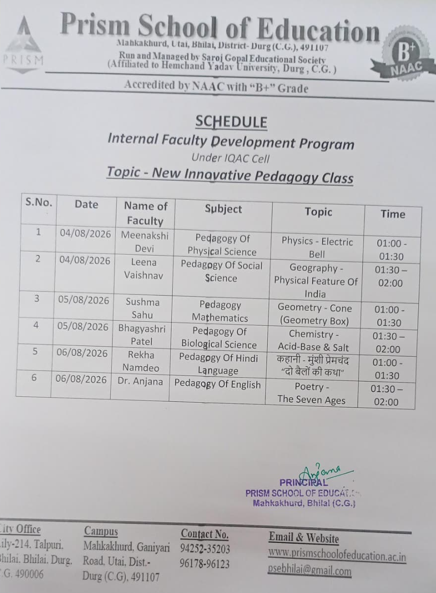 Prism School of Education
Mahkakhurd, Utai, Bhilai, District- Durg (C.G.), 491107
Run and Managed by Saroj Gopal Educational Society
(Affiliated to Hemchand Yadav University, Durg , C.G. )
PRISM
B+
NAAC
Accredited by NAAC with “B+” Grade
SCHEDULE
Internal Faculty Development Program
Under IQAC Cell
Topic - New Innovative Pedagogy Class
S.No. Date Name of Faculty Subject Topic Time
1 04/08/2026 Meenakshi Devi Pedagogy Of Physical Science Physics - Electric Bell 01:00 - 01:30
2 04/08/2026 Leena Vaishnav Pedagogy Of Social Science Geography - Physical Feature Of India 01:30 – 02:00
3 05/08/2026 Sushma Sahu Pedagogy Mathematics Geometry - Cone (Geometry Box) 01:00 - 01:30
4 05/08/2026 Bhagyashri Patel Pedagogy Of Biological Science Chemistry - Acid-Base & Salt 01:30 – 02:00
5 06/08/2026 Rekha Namdeo Pedagogy Of Hindi Language कहानी - मुंशी प्रेमचंद “दो बैलों की कथा” 01:00 - 01:30
6 06/08/2026 Dr. Anjana Pedagogy Of English Poetry - The Seven Ages 01:30 – 02:00
Anjana
PRINCIPAL
PRISM SCHOOL OF EDUCAT
Mahkakhurd, Bhilai (C.G.)
City Office
ily-214, Talpuri,
Bhilai, Bhilai, Durg,
C.G. 490006
Campus
Mahkakhurd, Ganiyari
Road, Utai, Dist.-
Durg (C.G), 491107
Contact No.
94252-35203
96178-96123
Email & Website
www.prismschoolofeducation.ac.in
psebhilai@gmail.com